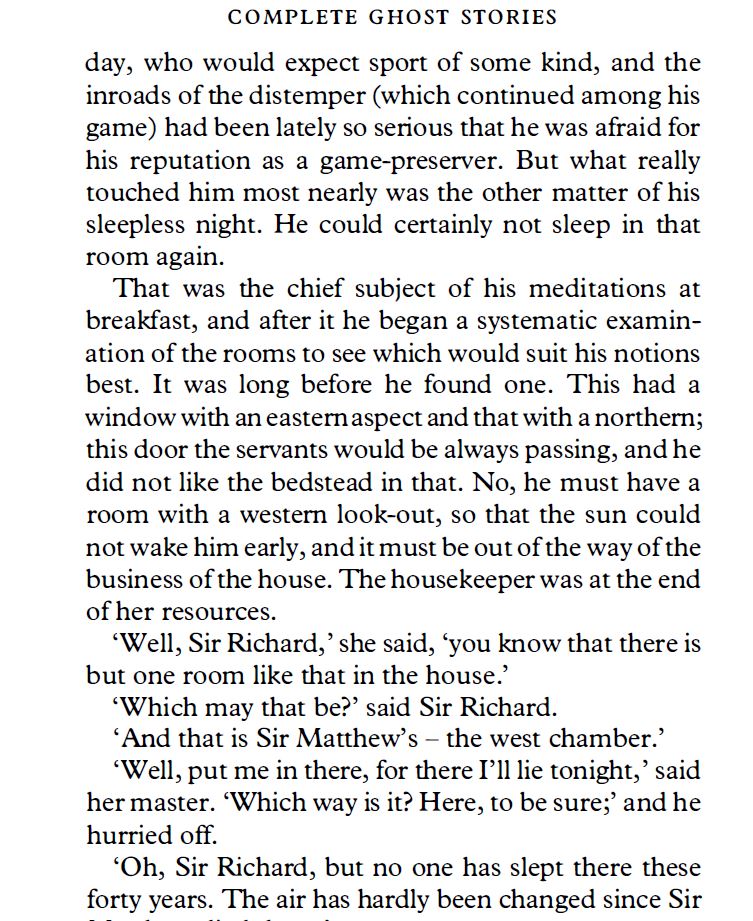 COMPLETE GHOST STORIES
day, who would expect sport of some kind, and the
inroads of the distemper (which continued among his
game) had been lately so serious that he was afraid for
his reputation as a game-preserver. But what really
touched him most nearly was the other matter of his
sleepless night. He could certainly not sleep in that
room again.
That was the chief subject of his meditations at
breakfast, and after it he began a systematic examin-
ation of the rooms to see which would suit his notions
best. It was long before he found one. This had a
window with an eastern aspect and that with a northern;
this door the servants would be always passing, and he
did not like the bedstead in that. No, he must have a
room with a western look-out, so that the sun could
not wake him early, and it must be out of the way of the
business of the house. The housekeeper was at the end
of her resources.
‘Well, Sir Richard,’ she said, ‘you know that there is
but one room like that in the house.’
‘Which may that be?’ said Sir Richard.
‘And that is Sir Matthew’s – the west chamber.’
‘Well, put me in there, for there I’ll lie tonight,’ said
her master. ‘Which way is it? Here, to be sure;’ and he
hurried off.
‘Oh, Sir Richard, but no one has slept there these
forty years. The air has hardly been changed since Sir